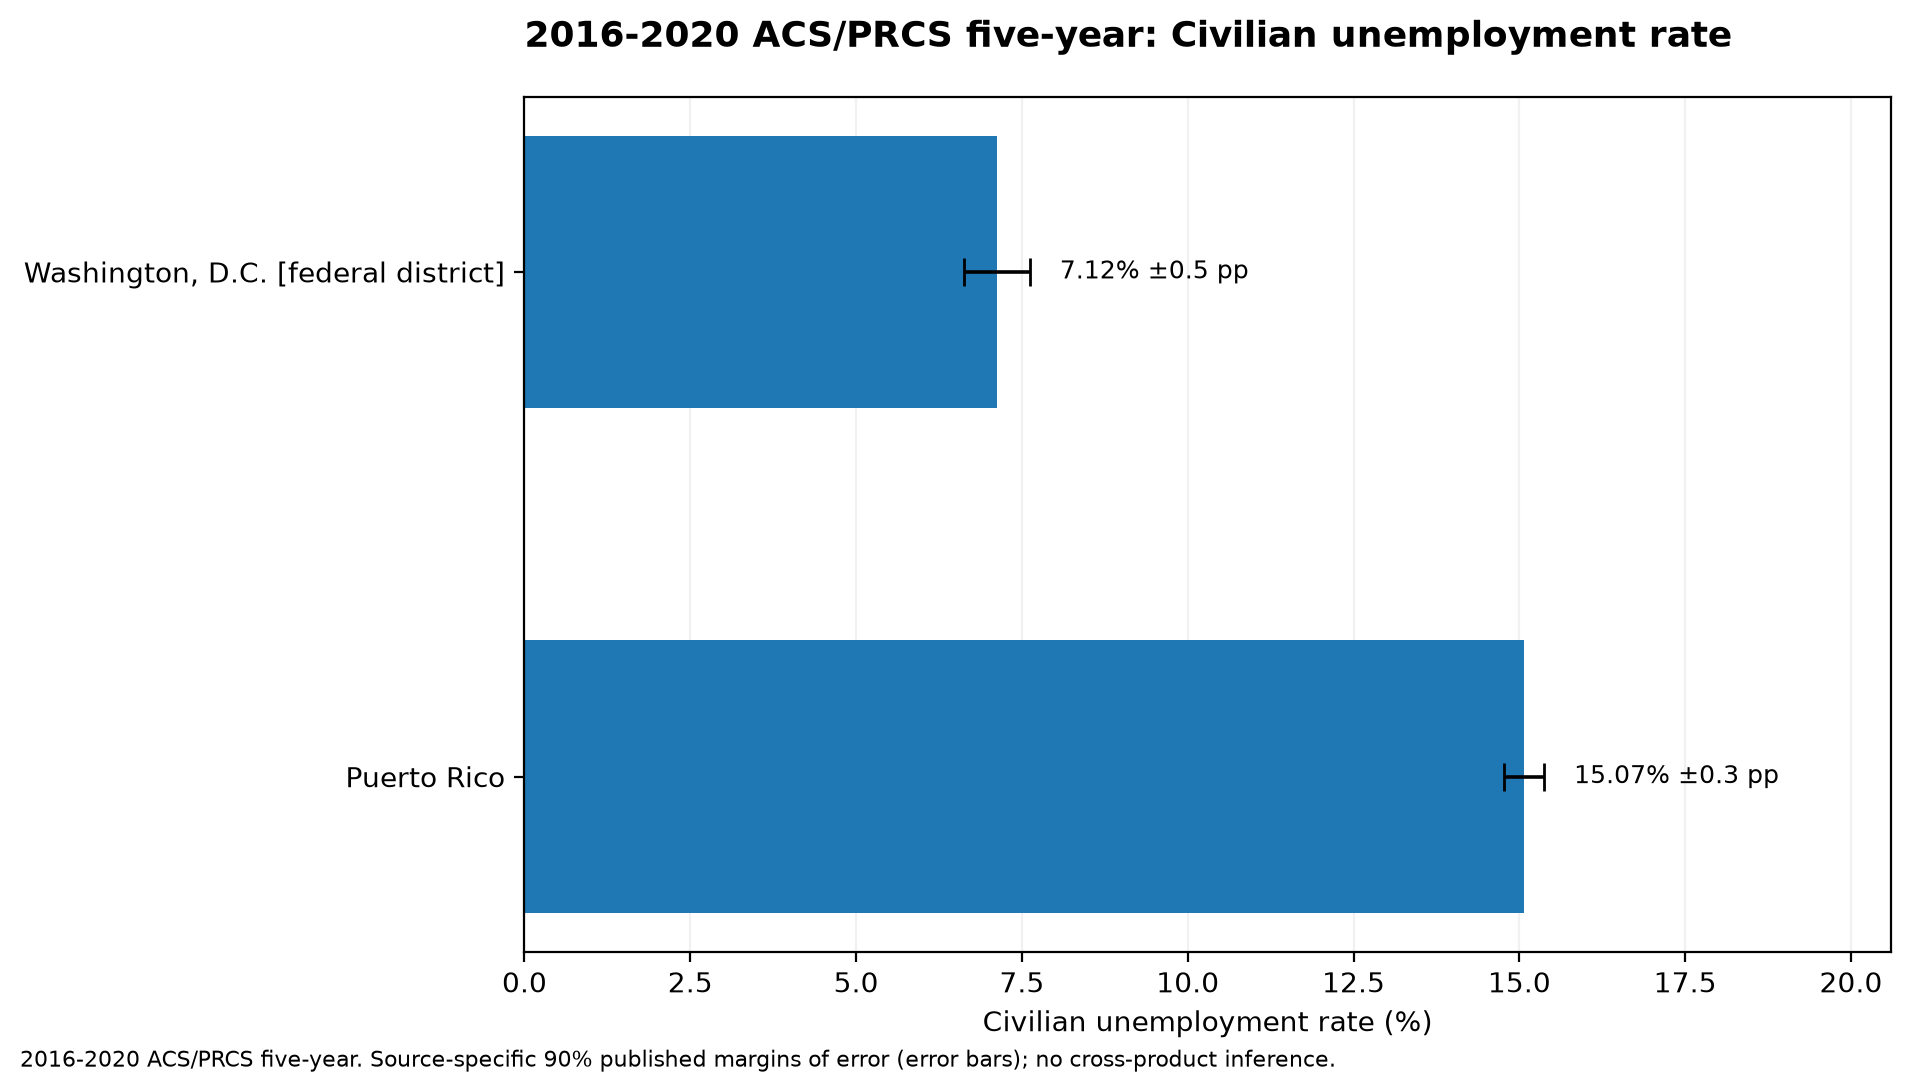 2016-2020 ACS/PRCS five-year: Civilian unemployment rate
Washington, D.C. [federal district]
7.12% ±0.5 pp
Puerto Rico
15.07% ±0.3 pp
0.0 2.5 5.0 7.5 10.0 12.5 15.0 17.5 20.0
Civilian unemployment rate (%)
2016-2020 ACS/PRCS five-year. Source-specific 90% published margins of error (error bars); no cross-product inference.